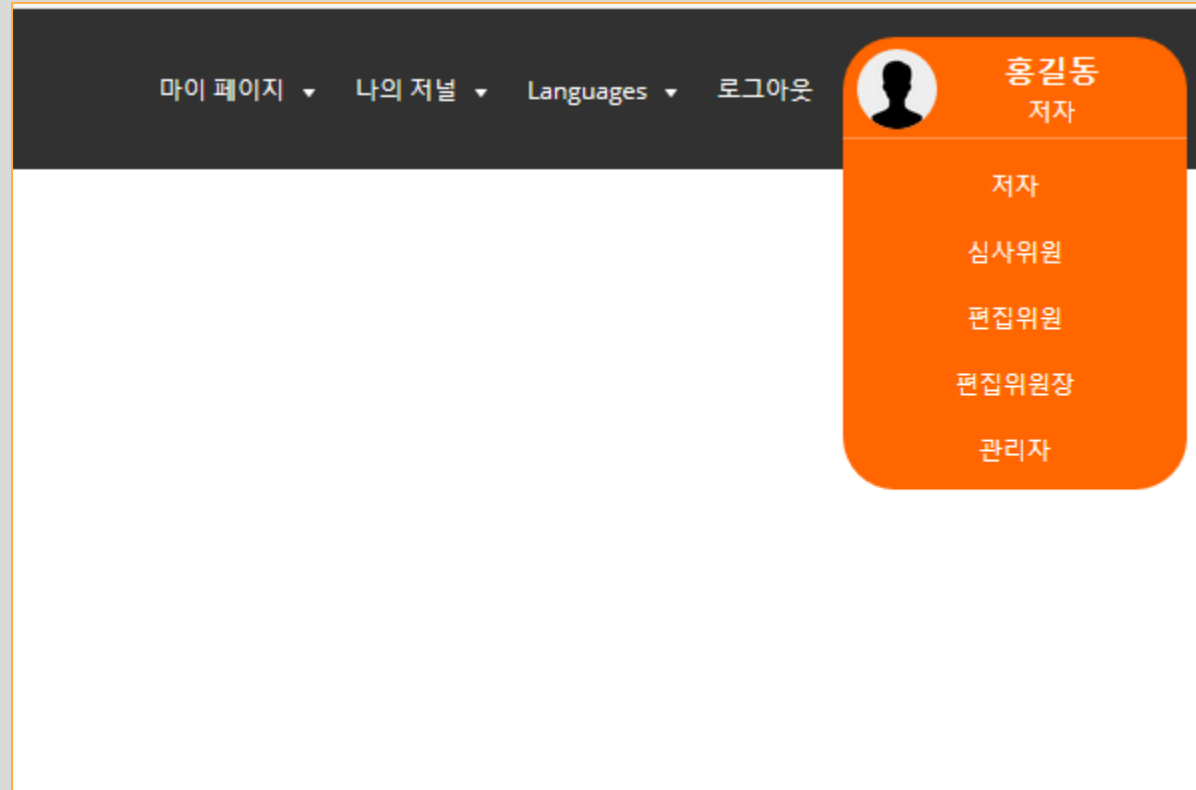 마이 페이지 나의 저널 Languages 로그아웃
홍길동
저자
저자
심사위원
편집위원
편집위원장
관리자